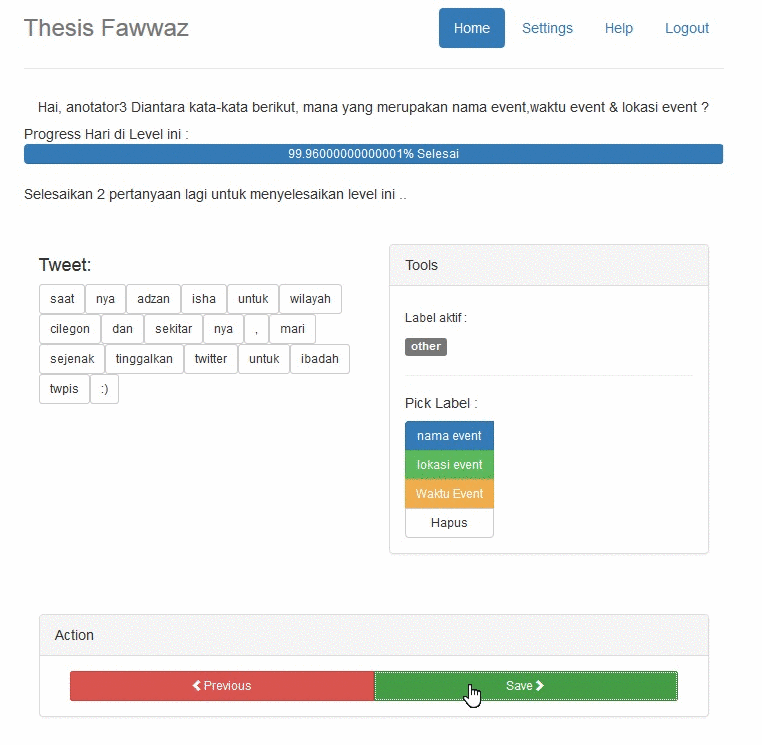 Thesis Fawwaz Home Settings Help Logout
Hai, anotator3 Diantara kata-kata berikut, mana yang merupakan nama event,waktu event & lokasi event ?
Progress Hari di Level ini :
99.96000000000001% Selesai
Selesaikan 2 pertanyaan lagi untuk menyelesaikan level ini ..
Tweet:
saat nya adzan isha untuk wilayah
cilegon dan sekitar nya , mari
sejenak tinggalkan twitter untuk ibadah
twpis :)
Tools
Label aktif :
other
Pick Label :
nama event
lokasi event
Waktu Event
Hapus
Action
Previous Save